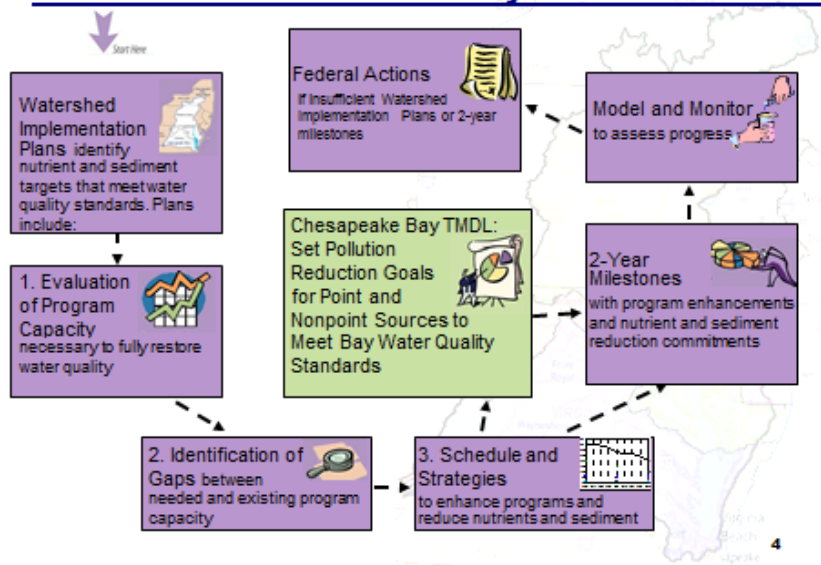 Start Here
Watershed
Implementation
Plans identify
nutrient and sediment
targets that meet water
quality standards. Plans
include:
1. Evaluation
of Program
Capacity
necessary to fully restore
water quality
2. Identification of
Gaps between
needed and existing program
capacity
3. Schedule and
Strategies
to enhance programs and
reduce nutrients and sediment
Chesapeake Bay TMDL:
Set Pollution
Reduction Goals
for Point and
Nonpoint Sources to
Meet Bay Water Quality
Standards
2-Year
Milestones
with program enhancements
and nutrient and sediment
reduction commitments
Model and Monitor
to assess progress
Federal Actions
If Insufficient Watershed
Implementation Plans or 2-year
milestones
Virginia
Beach
4